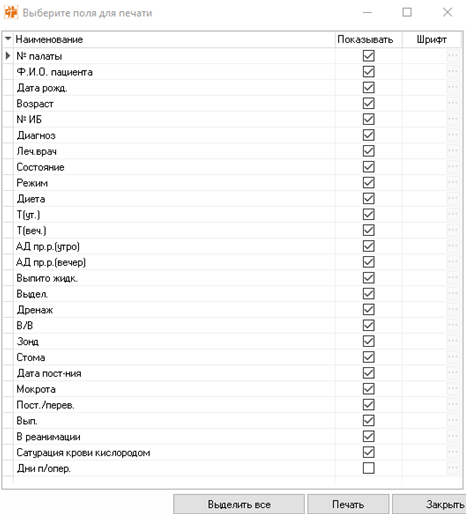 Выберите поля для печати
Наименование Показывать Шрифт
№ палаты
Ф.И.О. пациента
Дата рожд.
Возраст
№ ИБ
Диагноз
Леч.врач
Состояние
Режим
Диета
Т(ут.)
Т(веч.)
АД пр.р.(утро)
АД пр.р.(вечер)
Выпито жидк.
Выдел.
Дренаж
В/В
Зонд
Стома
Дата пост-ния
Мокрота
Пост./перев.
Вып.
В реанимации
Сатурация крови кислородом
Дни п/опер.
Выделить все Печать Закрыть